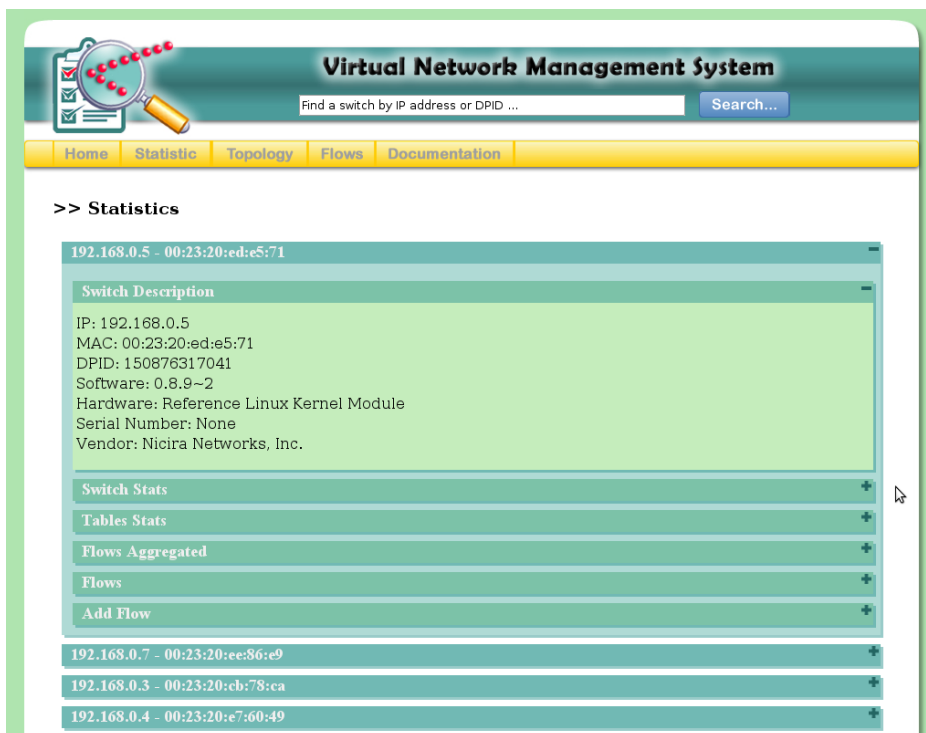 Virtual Network Management System
Find a switch by IP address or DPID ...
Search...
Home Statistic Topology Flows Documentation
>> Statistics
192.168.0.5 - 00:23:20:ed:e5:71
Switch Description
IP: 192.168.0.5
MAC: 00:23:20:ed:e5:71
DPID: 150876317041
Software: 0.8.9~2
Hardware: Reference Linux Kernel Module
Serial Number: None
Vendor: Nicira Networks, Inc.
Switch Stats
Tables Stats
Flows Aggregated
Flows
Add Flow
192.168.0.7 - 00:23:20:ee:86:e9
192.168.0.3 - 00:23:20:cb:78:ca
192.168.0.4 - 00:23:20:e7:60:49